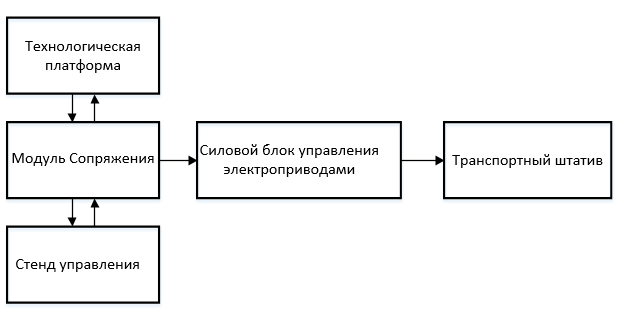 Технологическая
платформа
Модуль Сопряжения
Силовой блок управления
электроприводами
Транспортный штатив
Стенд управления